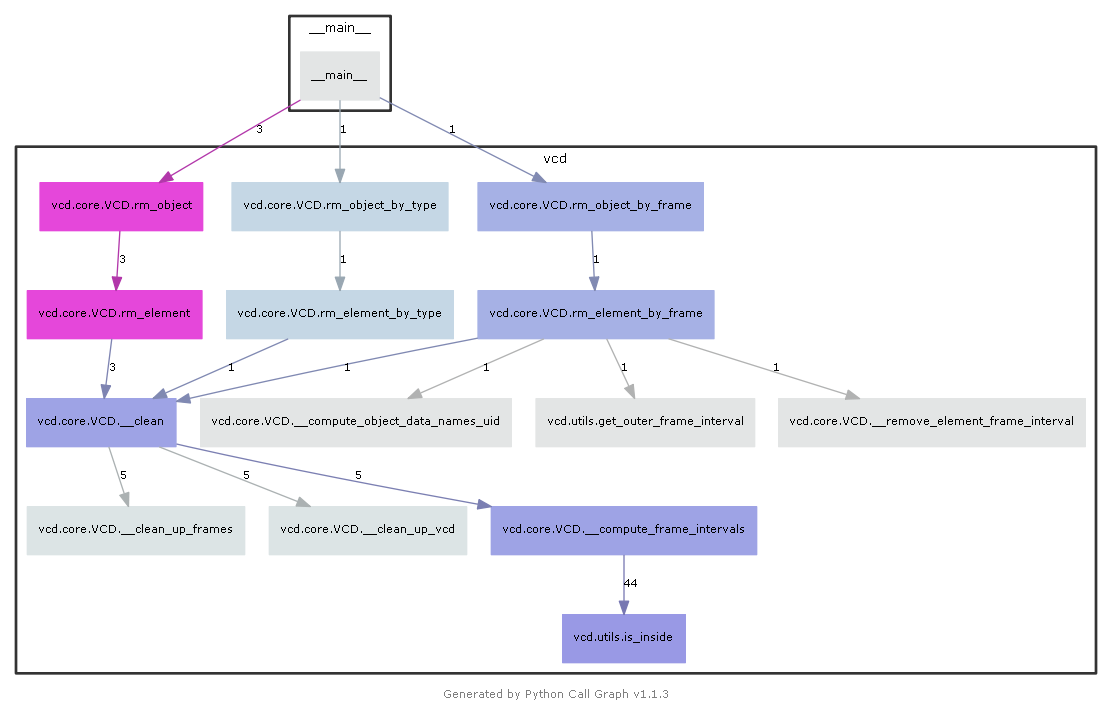 __main__
__main__
3
1
1
vcd
vcd.core.VCD.rm_object
vcd.core.VCD.rm_object_by_type
vcd.core.VCD.rm_object_by_frame
3
1
1
vcd.core.VCD.rm_element
vcd.core.VCD.rm_element_by_type
vcd.core.VCD.rm_element_by_frame
3
1
1
1
1
1
vcd.core.VCD.__clean
vcd.core.VCD.__compute_object_data_names_uid
vcd.utils.get_outer_frame_interval
vcd.core.VCD.__remove_element_frame_interval
5
5
5
vcd.core.VCD.__clean_up_frames
vcd.core.VCD.__clean_up_vcd
vcd.core.VCD.__compute_frame_intervals
44
vcd.utils.is_inside
Generated by Python Call Graph v1.1.3